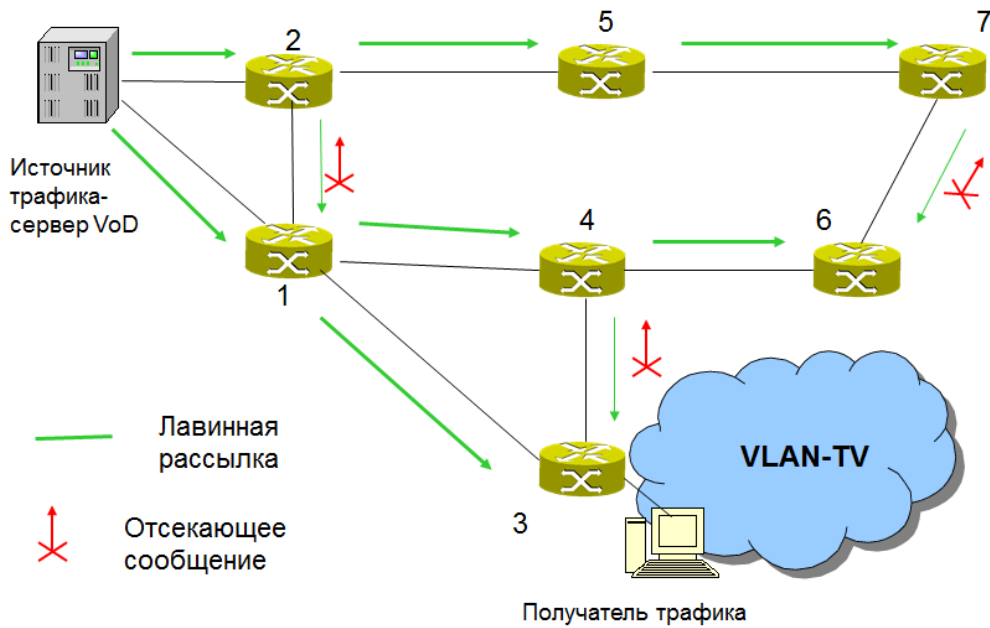 2
5
7
Источник
трафика-
сервер VoD
4
6
1
Лавинная
рассылка
VLAN-TV
3
Отсекающее
сообщение
Получатель трафика